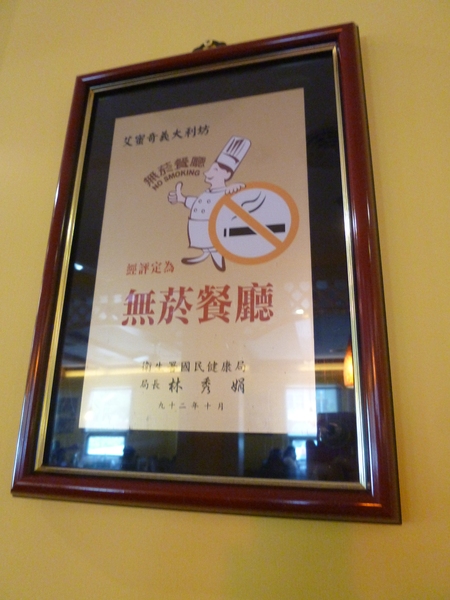 艾蜜奇義大利坊
無菸餐廳
NO SMOKING
經評定為
無菸餐廳
衛生署國民健康局
局長 林秀娟
九十二年十月